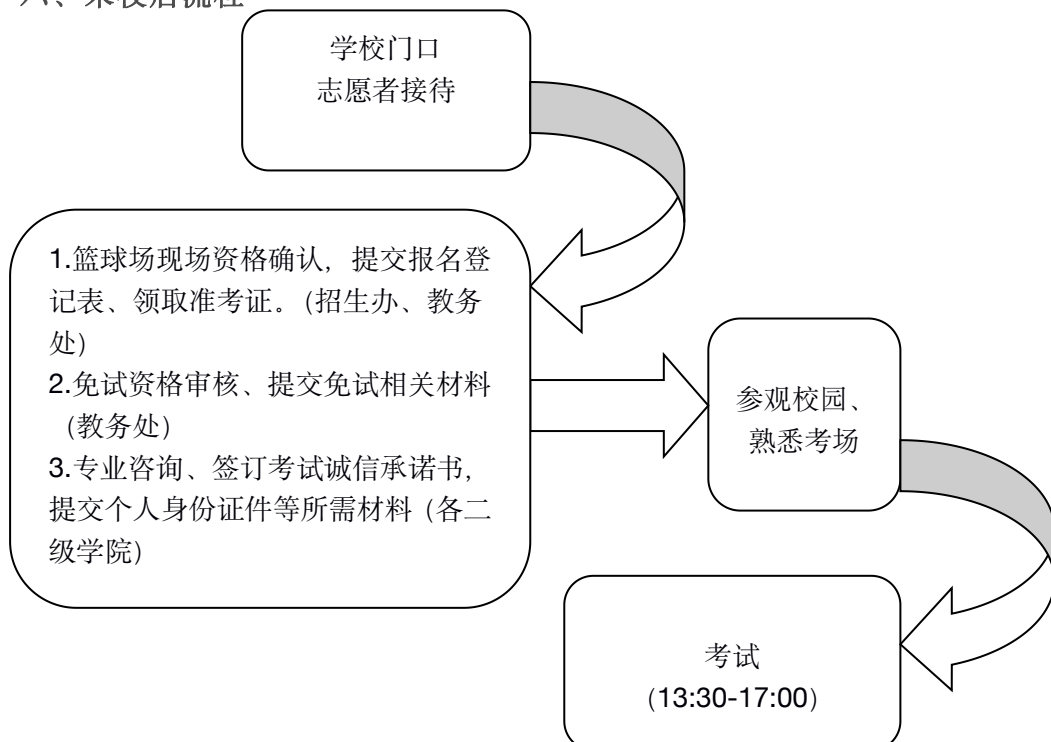 学校门口
志愿者接待
1.篮球场现场资格确认，提交报名登
记表、领取准考证。（招生办、教务
处）
2.免试资格审核、提交免试相关材料
（教务处）
3.专业咨询、签订考试诚信承诺书，
提交个人身份证件等所需材料（各二
级学院）
参观校园、
熟悉考场
考试
（13:30-17:00）